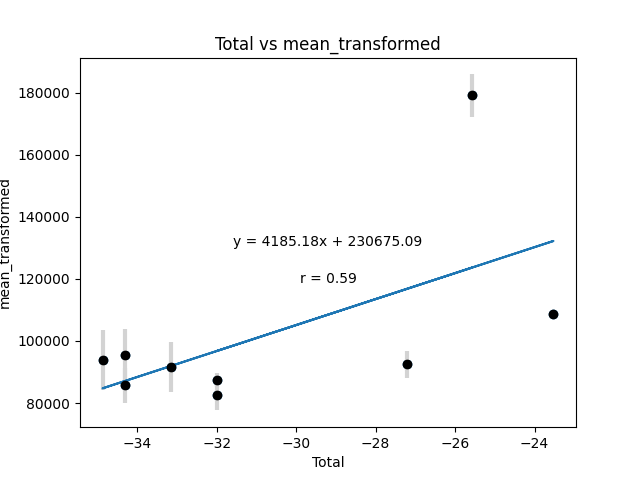 Total vs mean_transformed
mean_transformed
180000
160000
140000
120000
100000
80000
y = 4185.18x + 230675.09
r = 0.59
−34
−32
−30
−28
−26
−24
Total